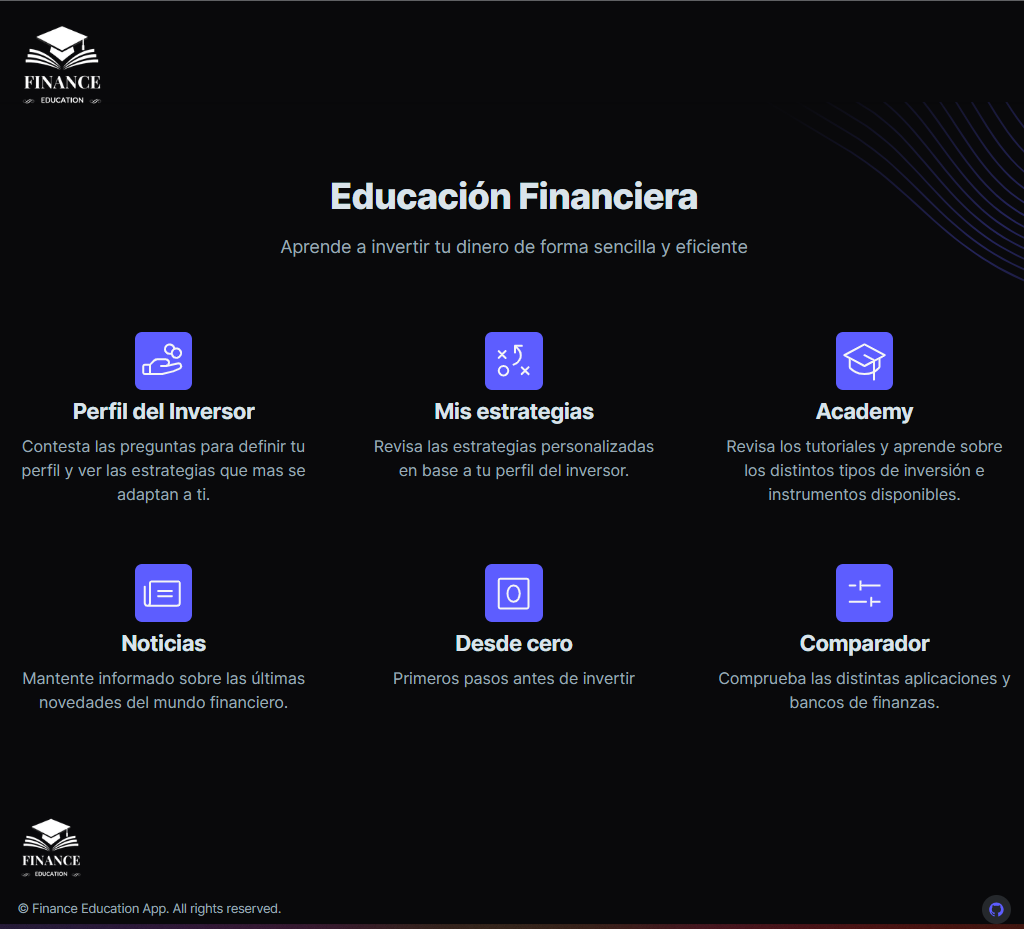 FINANCE
EDUCATION
Educación Financiera
Aprende a invertir tu dinero de forma sencilla y eficiente
Perfil del Inversor
Contesta las preguntas para definir tu
perfil y ver las estrategias que mas se
adaptan a ti.
Mis estrategias
Revisa las estrategias personalizadas
en base a tu perfil del inversor.
Academy
Revisa los tutoriales y aprende sobre
los distintos tipos de inversión e
instrumentos disponibles.
Noticias
Mantente informado sobre las últimas
novedades del mundo financiero.
0
Desde cero
Primeros pasos antes de invertir
Comparador
Comprueba las distintas aplicaciones y
bancos de finanzas.
FINANCE
EDUCATION
© Finance Education App. All rights reserved.